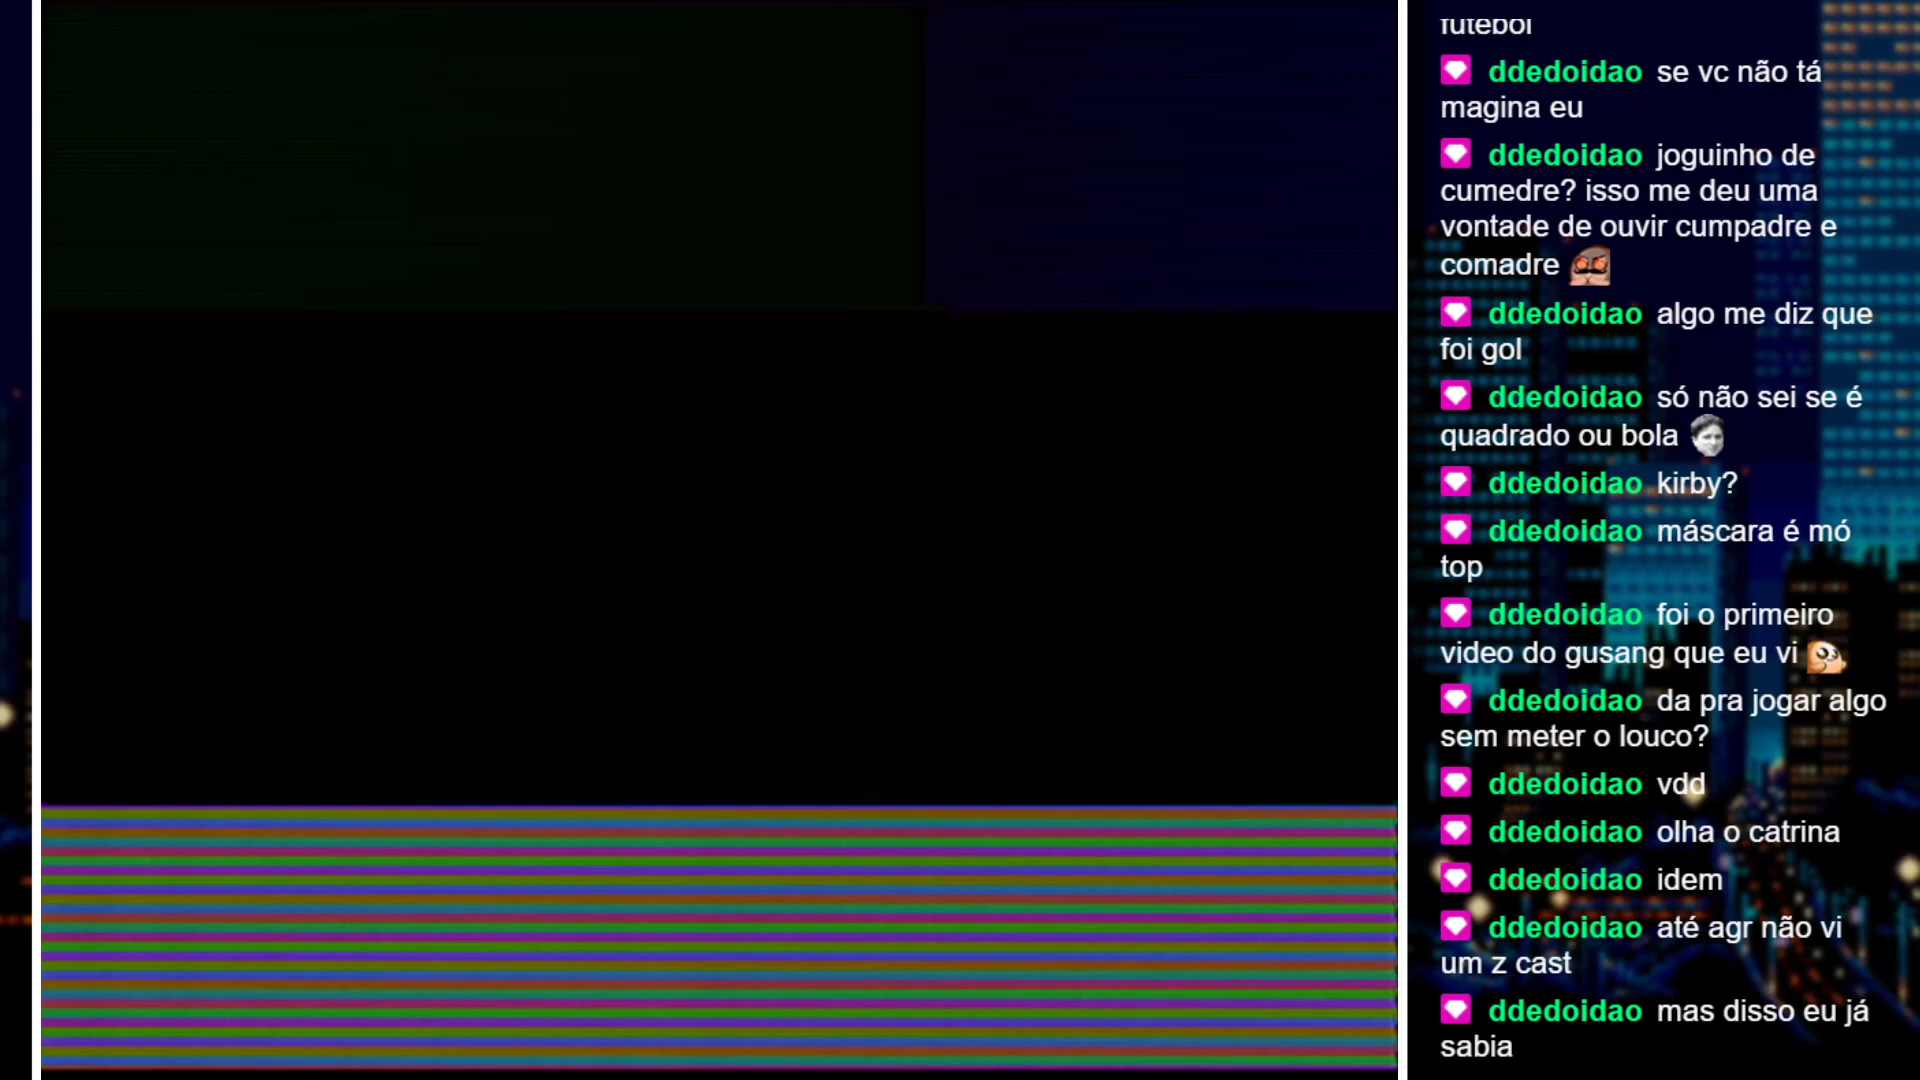 futebol
ddedoidao se vc não tá
magina eu
ddedoidao joguinho de
cumedre? isso me deu uma
vontade de ouvir cumpadre e
comadre
ddedoidao algo me diz que
foi gol
ddedoidao só não sei se é
quadrado ou bola
ddedoidao kirby?
ddedoidao máscara é mó
top
ddedoidao foi o primeiro
video do gusang que eu vi
ddedoidao da pra jogar algo
sem meter o louco?
ddedoidao vdd
ddedoidao olha o catrina
ddedoidao idem
ddedoidao até agr não vi
um z cast
ddedoidao mas disso eu já
sabia